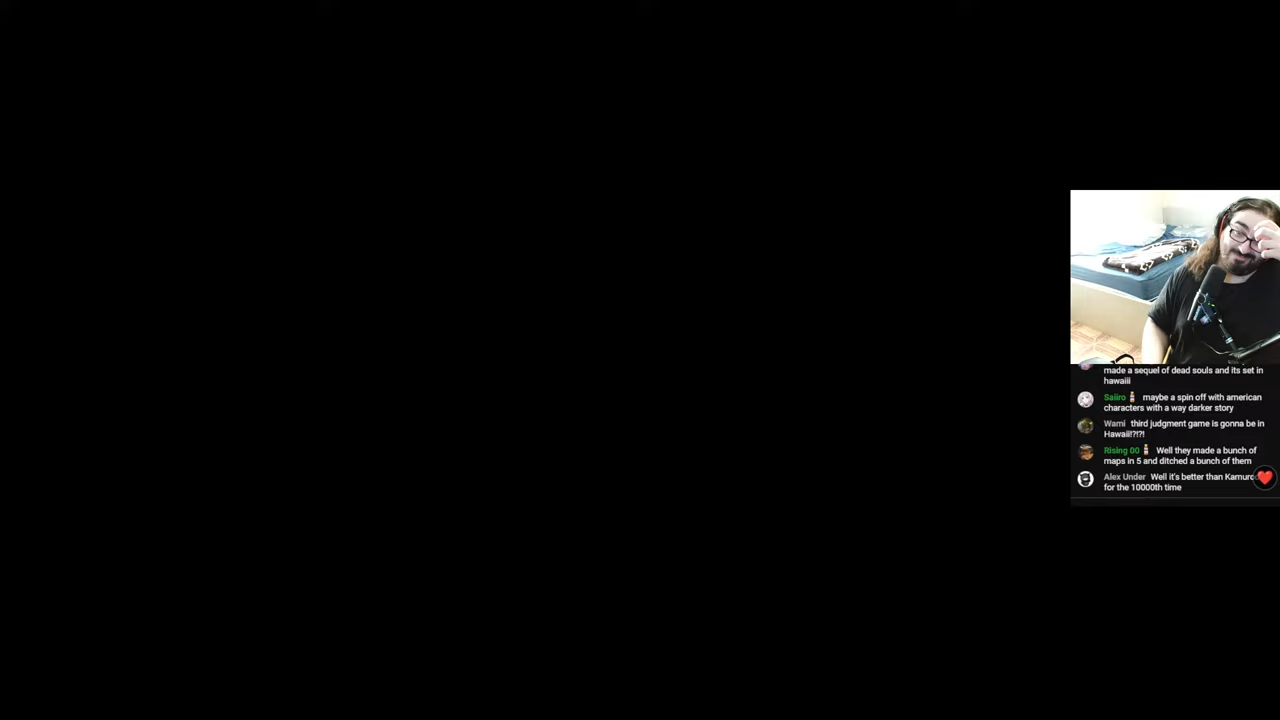 made a sequel of dead souls and its set in
hawaiii
Saiiro maybe a spin off with american
characters with a way darker story
Wami third judgment game is gonna be in
Hawaii!?!?!
Rising 00 Well they made a bunch of
maps in 5 and ditched a bunch of them
Alex Under Well it's better than
for the 10000th time